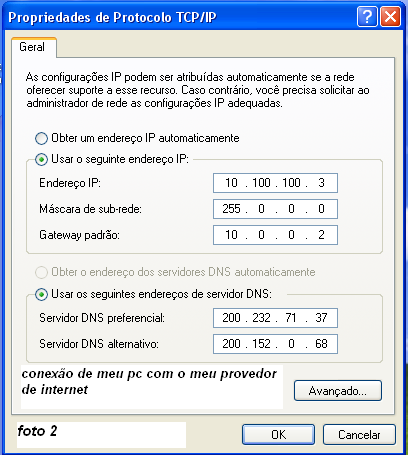 Propriedades de Protocolo TCP/IP
Geral
As configurações IP podem ser atribuídas automaticamente se a rede
oferecer suporte a esse recurso. Caso contrário, você precisa solicitar ao
administrador de rede as configurações IP adequadas.
Obter um endereço IP automaticamente
Usar o seguinte endereço IP:
Endereço IP: 10 . 100 . 100 . 3
Máscara de sub-rede: 255 . 0 . 0 . 0
Gateway padrão: 10 . 0 . 0 . 2
Obter o endereço dos servidores DNS automaticamente
Usar os seguintes endereços de servidor DNS:
Servidor DNS preferencial: 200 . 232 . 71 . 37
Servidor DNS alternativo: 200 . 152 . 0 . 68
conexão de meu pc com o meu provedor
de internet
Avançado...
foto 2
OK Cancelar